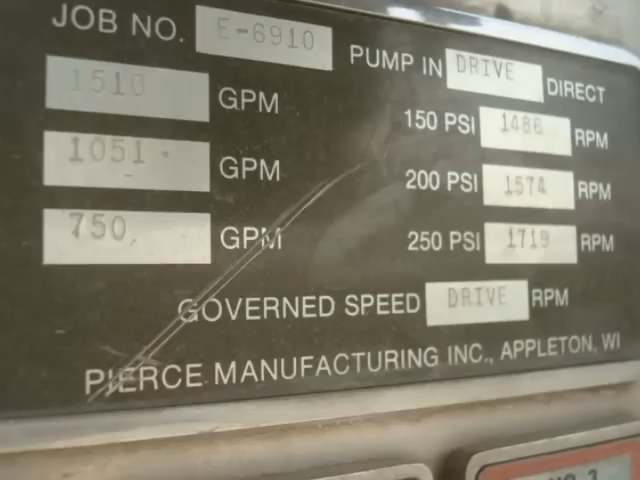 JOB NO. E-6910 PUMP IN DRIVE DIRECT
1510 GPM 150 PSI 1486 RPM
1051 GPM 200 PSI 1574 RPM
750 GPM 250 PSI 1719 RPM
GOVERNED SPEED DRIVE RPM
PIERCE MANUFACTURING INC., APPLETON, WI